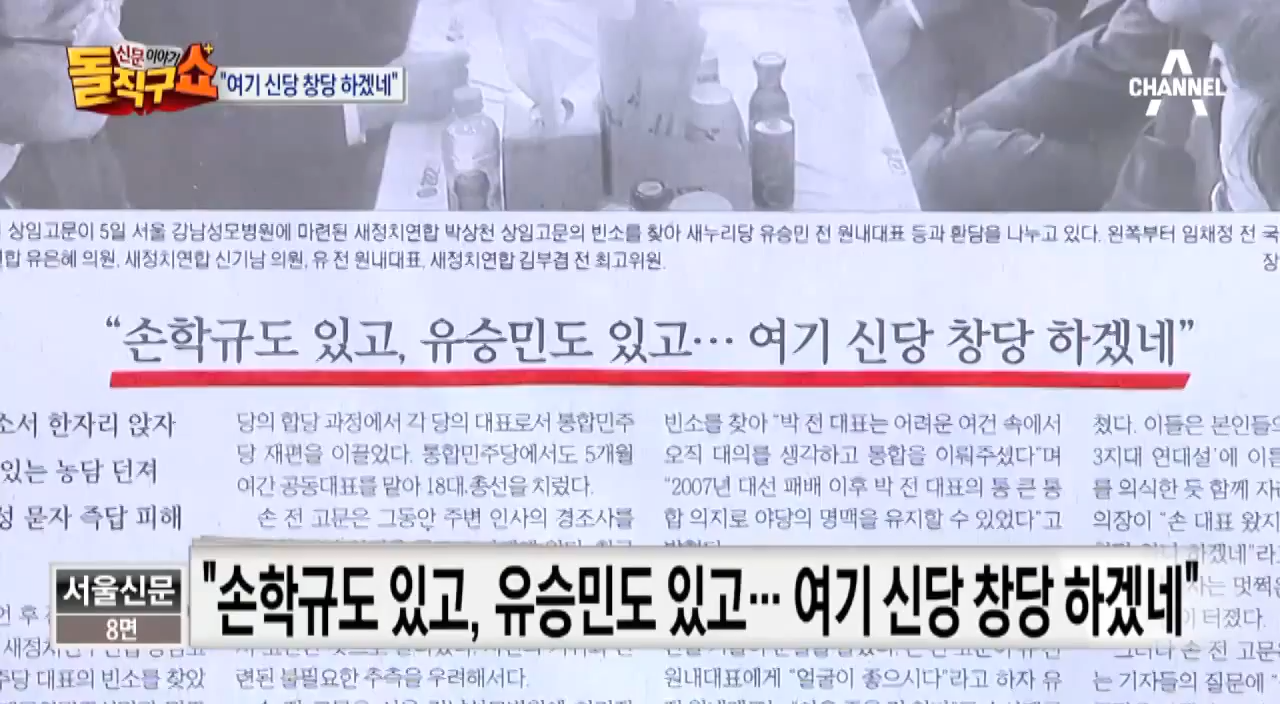 신문이야기
돌직구쇼+
"여기 신당 창당 하겠네"
CHANNEL A
상임고문이 5일 서울 강남성모병원에 마련된 새정치연합 박상천 상임고문의 빈소를 찾아 새누리당 유승민 전 원내대표 등과 환담을 나누고 있다. 왼쪽부터 임채정 전 국
유은혜 의원, 새정치연합 신기남 의원, 유 전 원내대표, 새정치연합 김부겸 전 최고위원.
장
“손학규도 있고, 유승민도 있고… 여기 신당 창당 하겠네”
한자리 앉자
있는 농담 던져
문자 즉답 피해
당의 합당 과정에서 각 당의 대표로서 통합민주
당 재편을 이끌었다. 통합민주당에서도 5개월
여간 공동대표를 맡아 18대 총선을 치렀다.
손 전 고문은 그동안 주변 인사의 경조사를
련된 불필요한 추측을 우려해서다.
빈소를 찾아 “박 전 대표는 어려운 여건 속에서
오직 대의를 생각하고 통합을 이뤄주셨다”며
“2007년 대선 패배 이후 박 전 대표의 통 큰 통
합 의지로 야당의 명맥을 유지할 수 있었다”고
원내대표에게 “얼굴이 좋으시다”라고 하자 유
쳤다. 이들은 본인들의
3지대 연대설’에 이름
를 의식한 듯 함께 자리
의장이 “손 대표 왔지
하겠네”라
멋쩍은
터졌다.
그러나 손 전 고문은
는 기자들의 질문에
당 대표의 빈소를 찾았
서울신문
8면
"손학규도 있고, 유승민도 있고… 여기 신당 창당 하겠네"